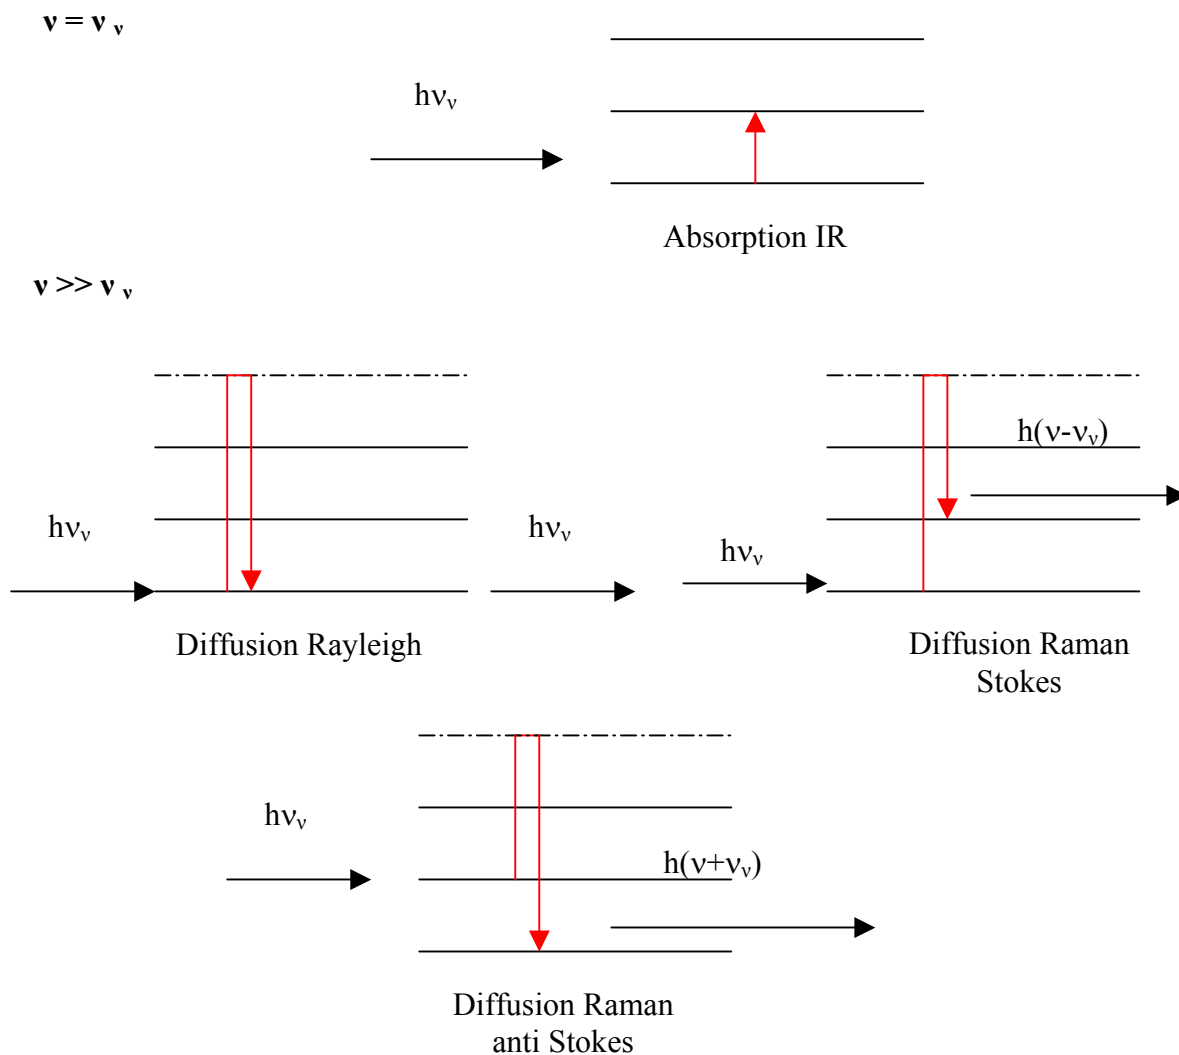 ν = ν ᵥ
hνᵥ
Absorption IR
ν >> ν ᵥ
h(ν-νᵥ)
hνᵥ
hνᵥ
hνᵥ
Diffusion Rayleigh
Diffusion Raman
Stokes
hνᵥ
h(ν+νᵥ)
Diffusion Raman
anti Stokes